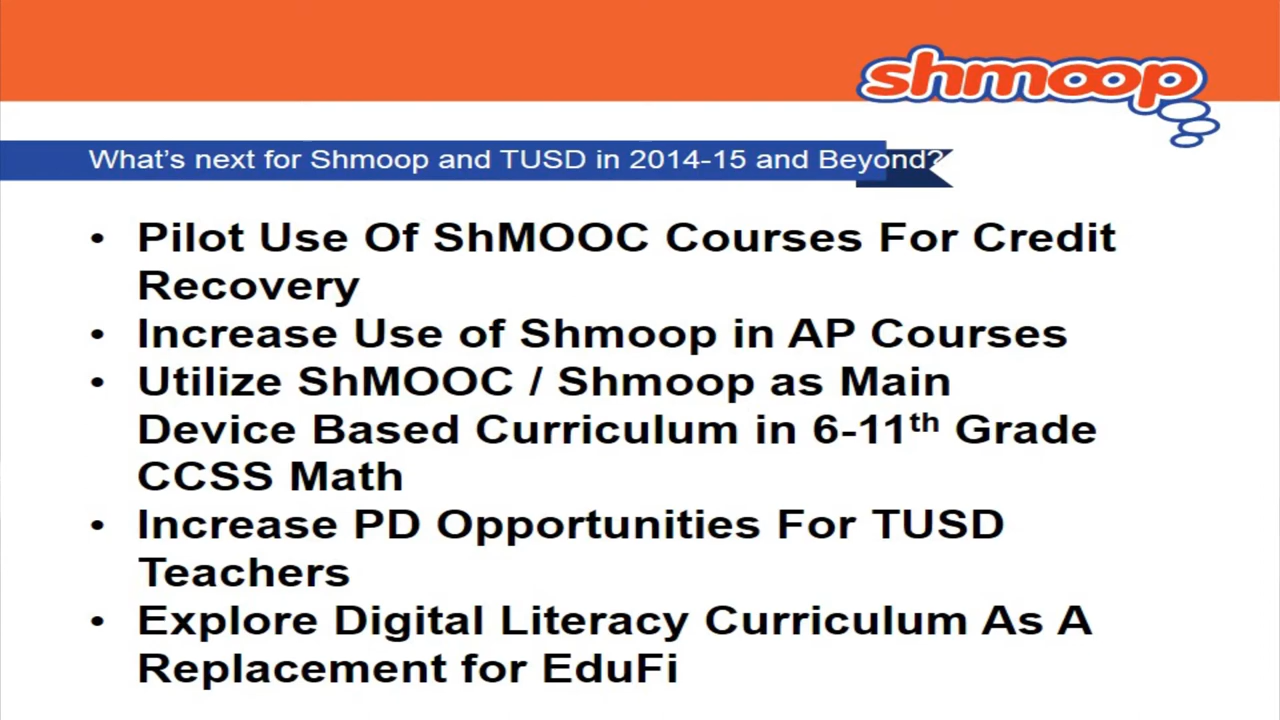 shmoop
What's next for Shmoop and TUSD in 2014-15 and Beyond?
• Pilot Use Of ShMOOC Courses For Credit
Recovery
• Increase Use of Shmoop in AP Courses
• Utilize ShMOOC / Shmoop as Main
Device Based Curriculum in 6-11th Grade
CCSS Math
• Increase PD Opportunities For TUSD
Teachers
• Explore Digital Literacy Curriculum As A
Replacement for EduFi